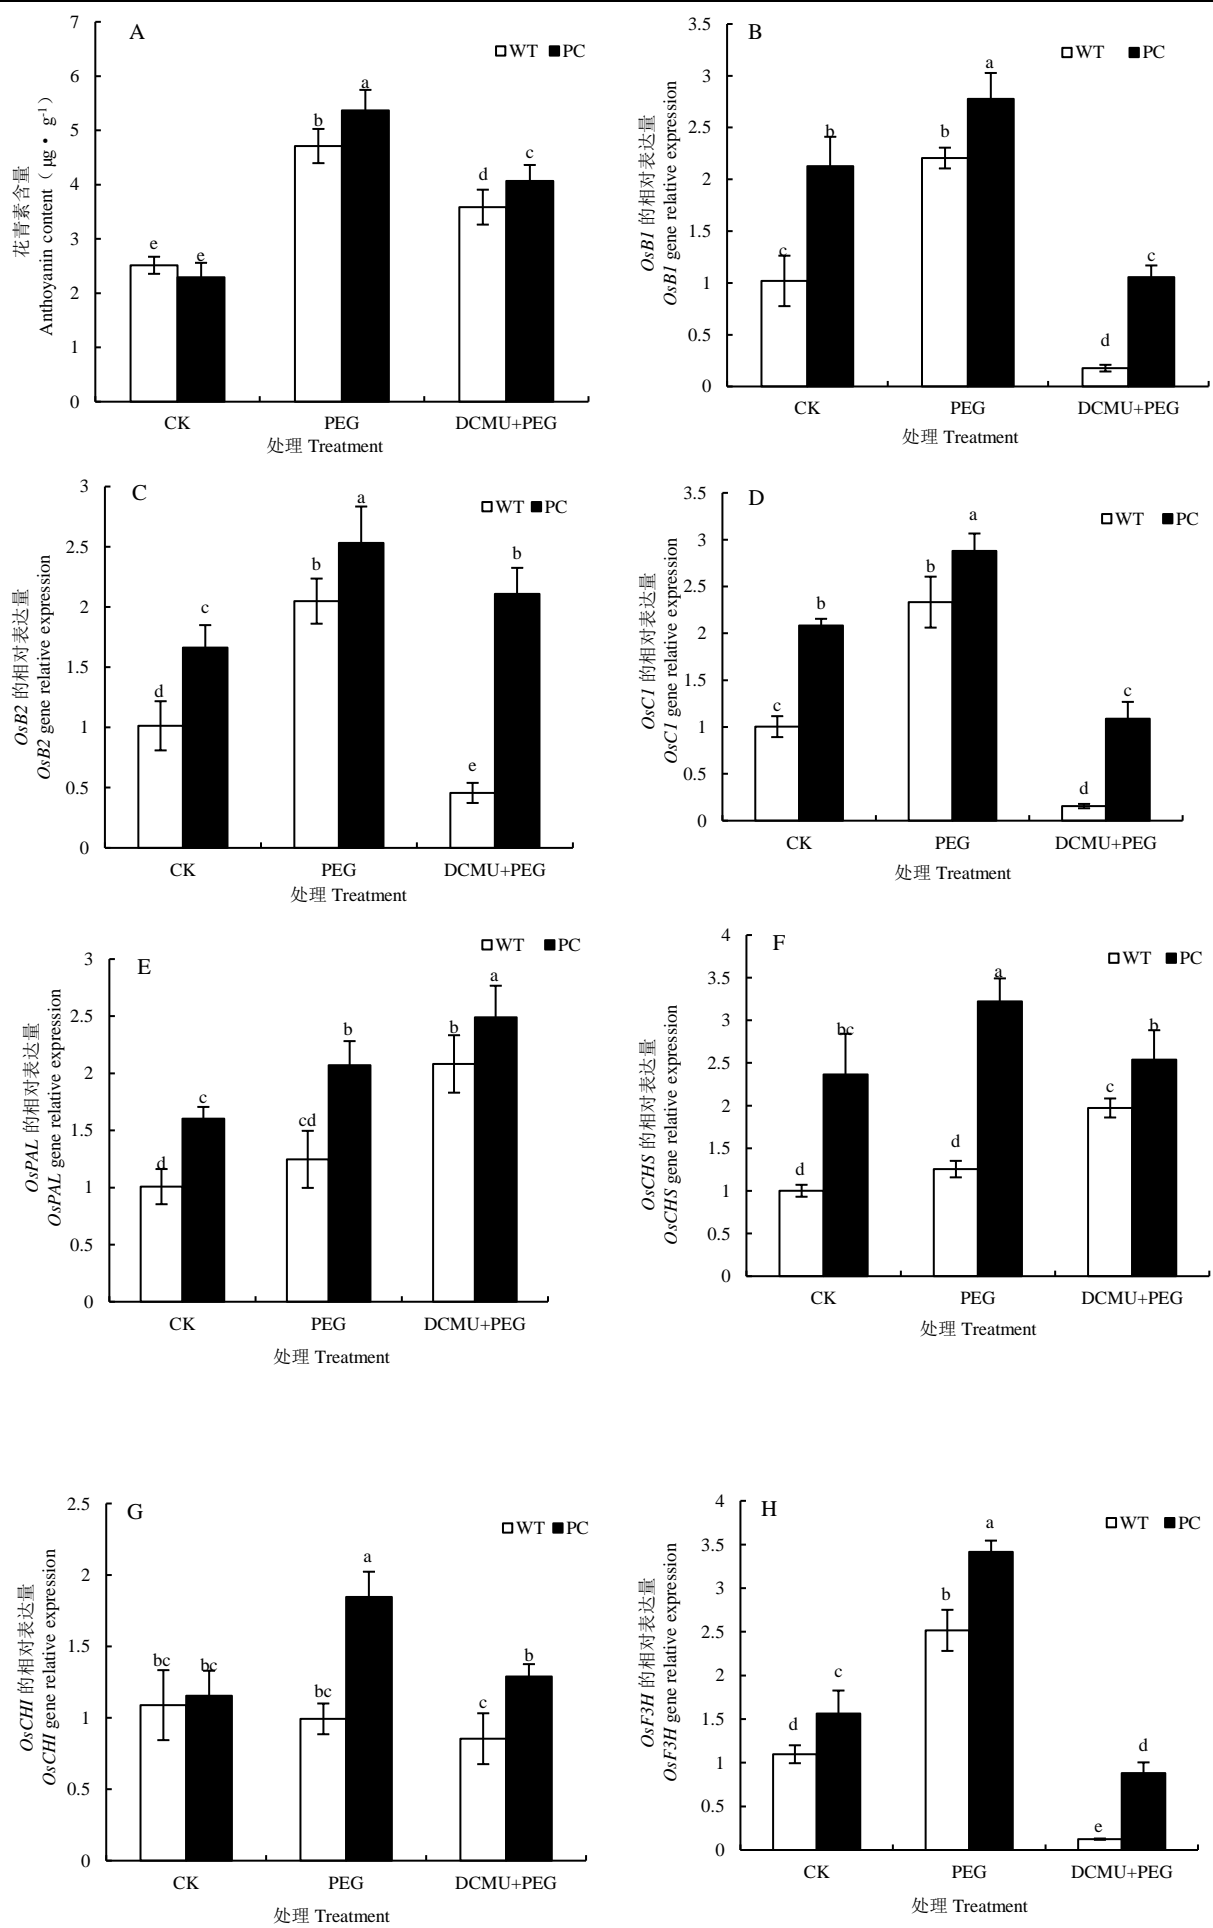 A
WT PC
花青素含量
Anthoyanin content（ μg • g-1）
7
6
5
4
3
2
1
0
e e b a d c
CK PEG DCMU+PEG
处理 Treatment
B
WT PC
OsB1 的相对表达量
OsB1 gene relative expression
3.5
3
2.5
2
1.5
1
0.5
0
c b b a d c
CK PEG DCMU+PEG
处理 Treatment
C
WT PC
OsB2 的相对表达量
OsB2 gene relative expression
3
2.5
2
1.5
1
0.5
0
d c b a e b
CK PEG DCMU+PEG
处理 Treatment
D
WT PC
OsC1 的相对表达量
OsC1 gene relative expression
3.5
3
2.5
2
1.5
1
0.5
0
c b b a d c
CK PEG DCMU+PEG
处理 Treatment
E
WT PC
OsPAL 的相对表达量
OsPAL gene relative expression
3
2.5
2
1.5
1
0.5
0
d c cd b b a
CK PEG DCMU+PEG
处理 Treatment
F
WT PC
OsCHS 的相对表达量
OsCHS gene relative expression
4
3.5
3
2.5
2
1.5
1
0.5
0
d bc d a c b
CK PEG DCMU+PEG
处理 Treatment
G
WT PC
OsCHI 的相对表达量
OsCHI gene relative expression
2.5
2
1.5
1
0.5
0
bc bc bc a c b
CK PEG DCMU+PEG
处理 Treatment
H
WT PC
OsF3H 的相对表达量
OsF3H gene relative expression
4
3.5
3
2.5
2
1.5
1
0.5
0
d c b a e d
CK PEG DCMU+PEG
处理 Treatment